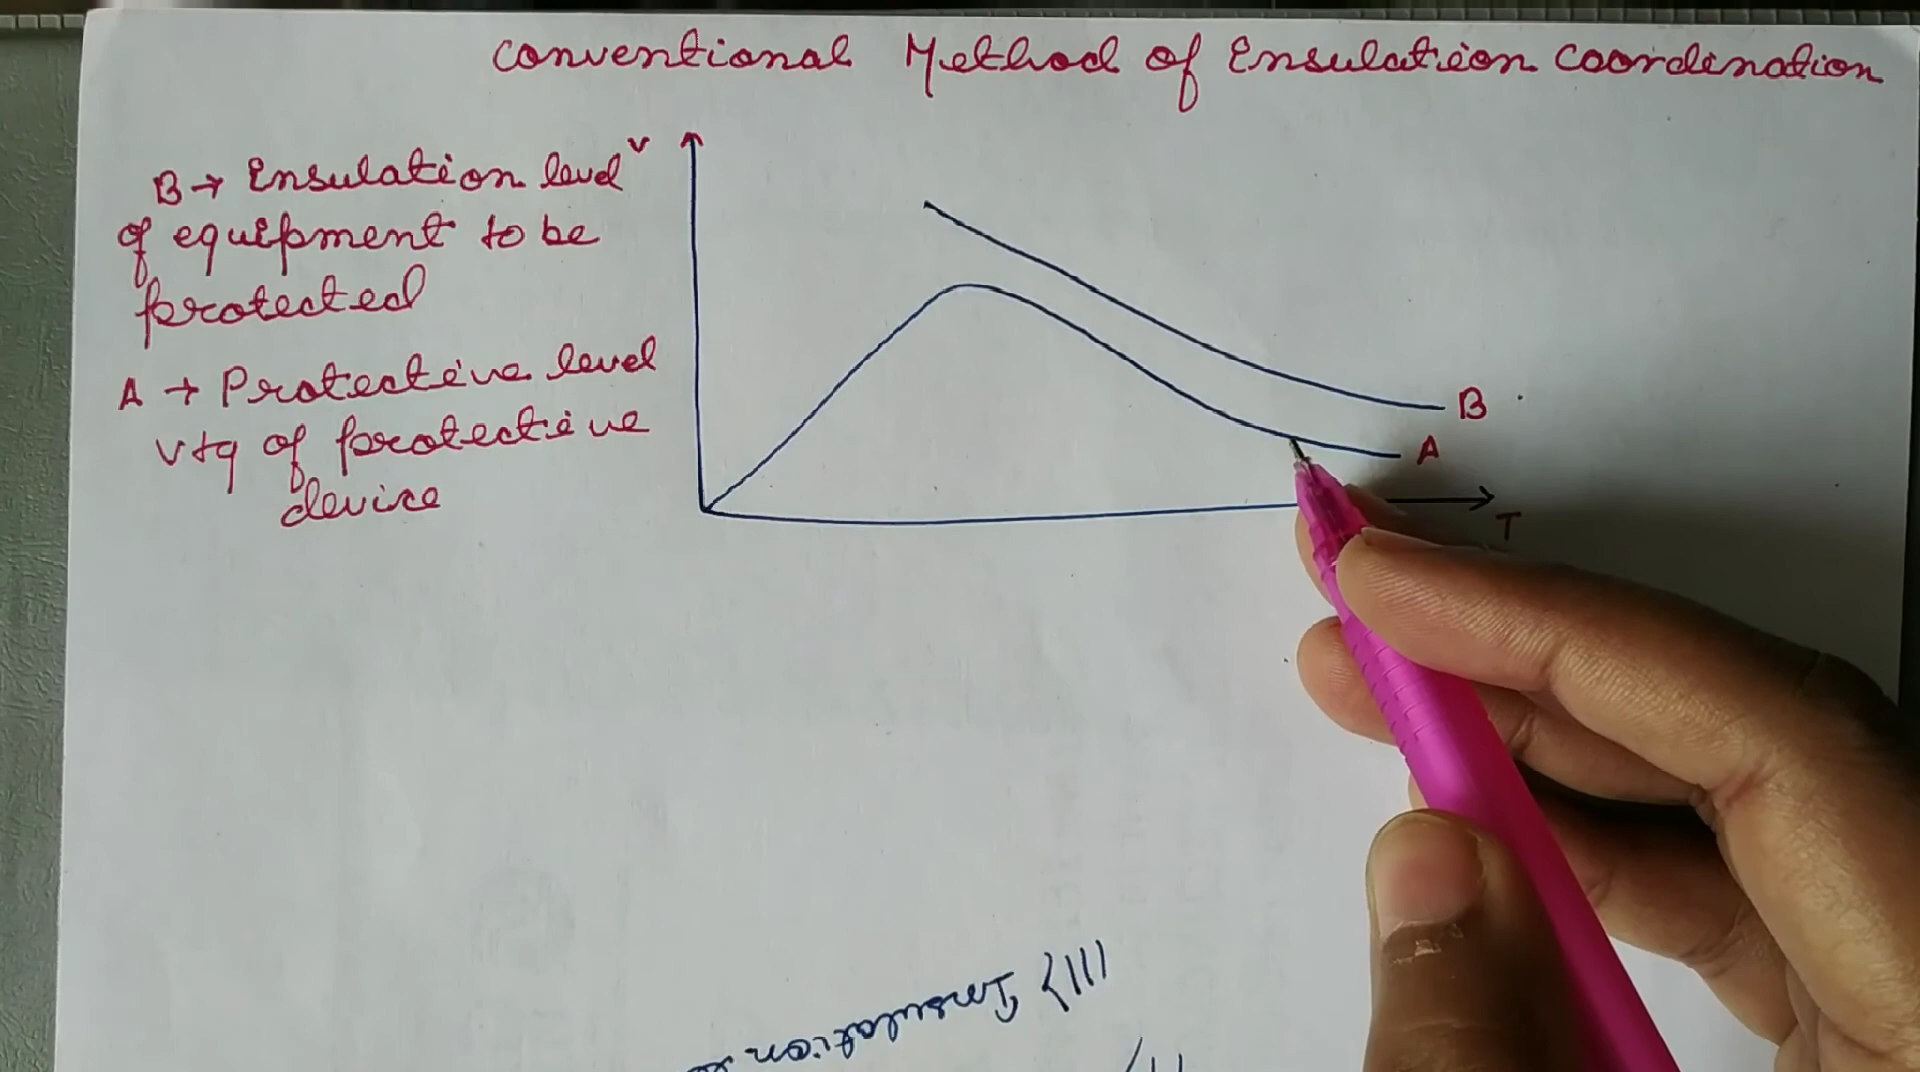 Conventional Method of Insulation Coordination
B → Insulation level
of equipment to be
protected
A → Protective level
vtg of protective
device
V
B
A
T
III} Insulation